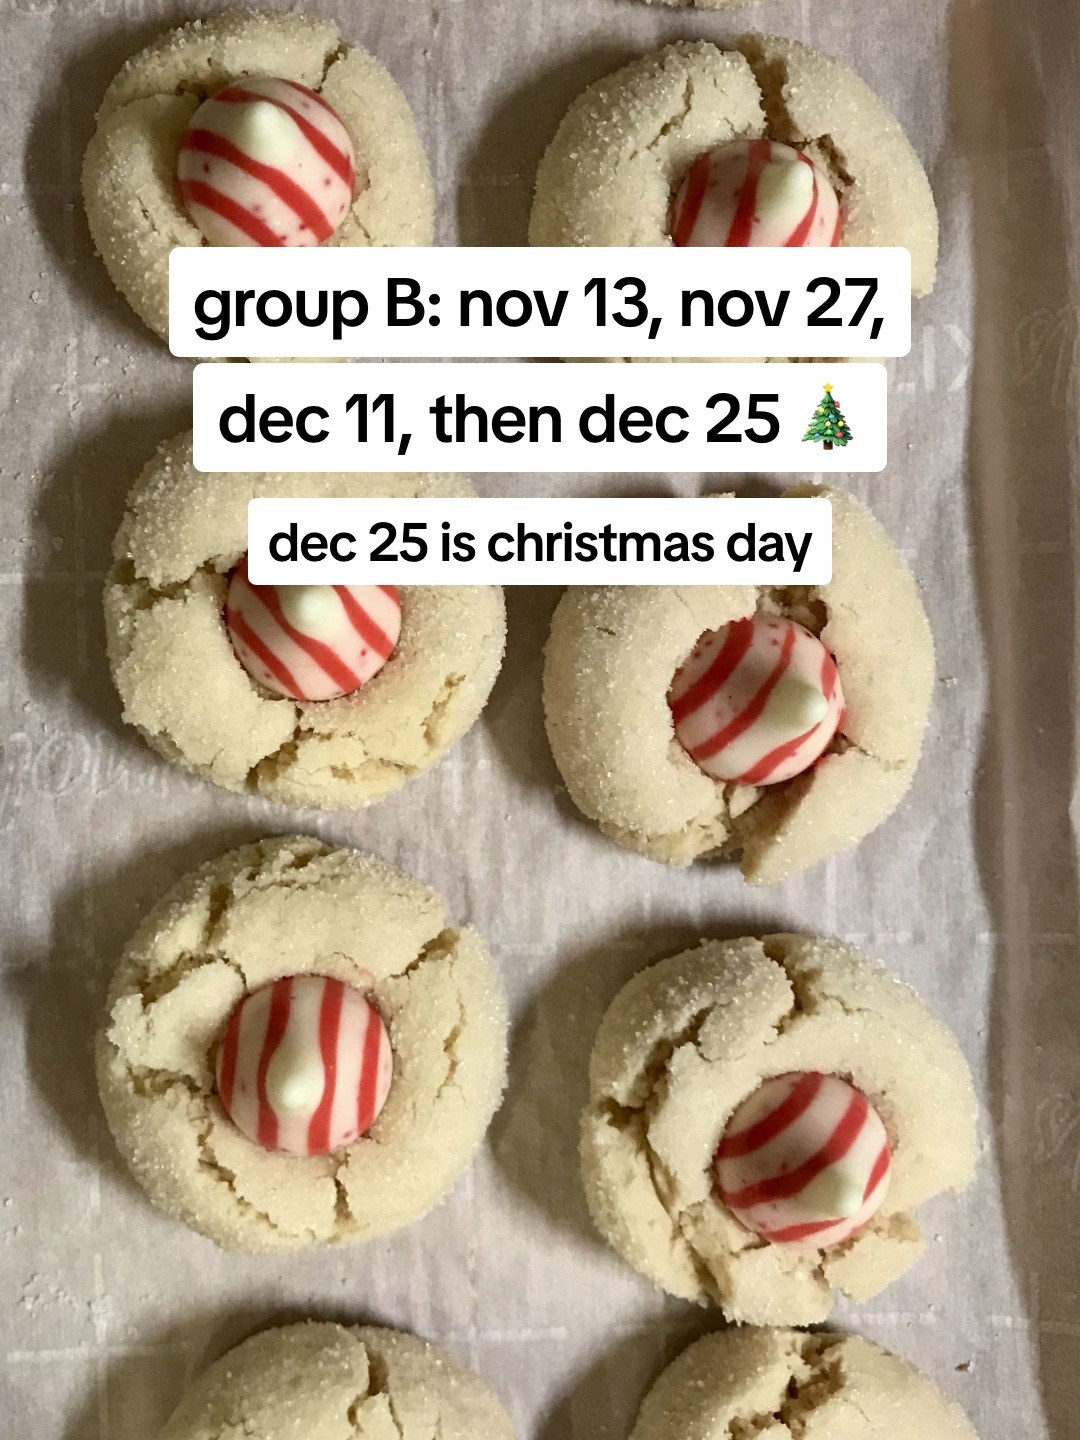 group B: nov 13, nov 27,
dec 11, then dec 25 🎄
dec 25 is christmas day